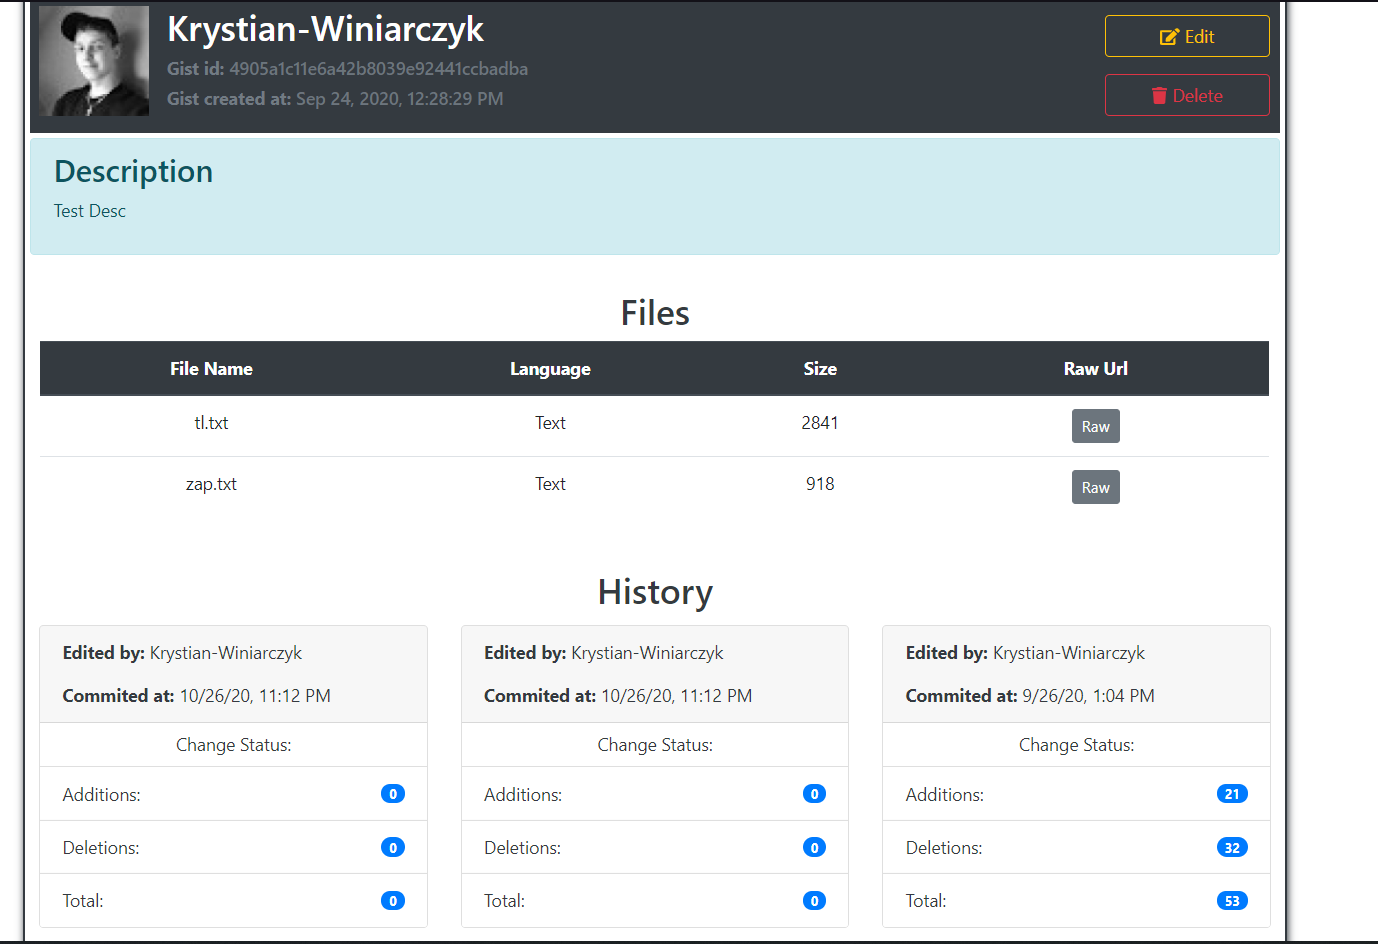 Krystian-Winiarczyk
Gist id: 4905a1c11e6a42b8039e92441ccbadba
Gist created at: Sep 24, 2020, 12:28:29 PM
Edit
Delete
Description
Test Desc
Files
File Name Language Size Raw Url
tl.txt Text 2841 Raw
zap.txt Text 918 Raw
History
Edited by: Krystian-Winiarczyk
Commited at: 10/26/20, 11:12 PM
Change Status:
Additions: 0
Deletions: 0
Total: 0
Edited by: Krystian-Winiarczyk
Commited at: 10/26/20, 11:12 PM
Change Status:
Additions: 0
Deletions: 0
Total: 0
Edited by: Krystian-Winiarczyk
Commited at: 9/26/20, 1:04 PM
Change Status:
Additions: 21
Deletions: 32
Total: 53